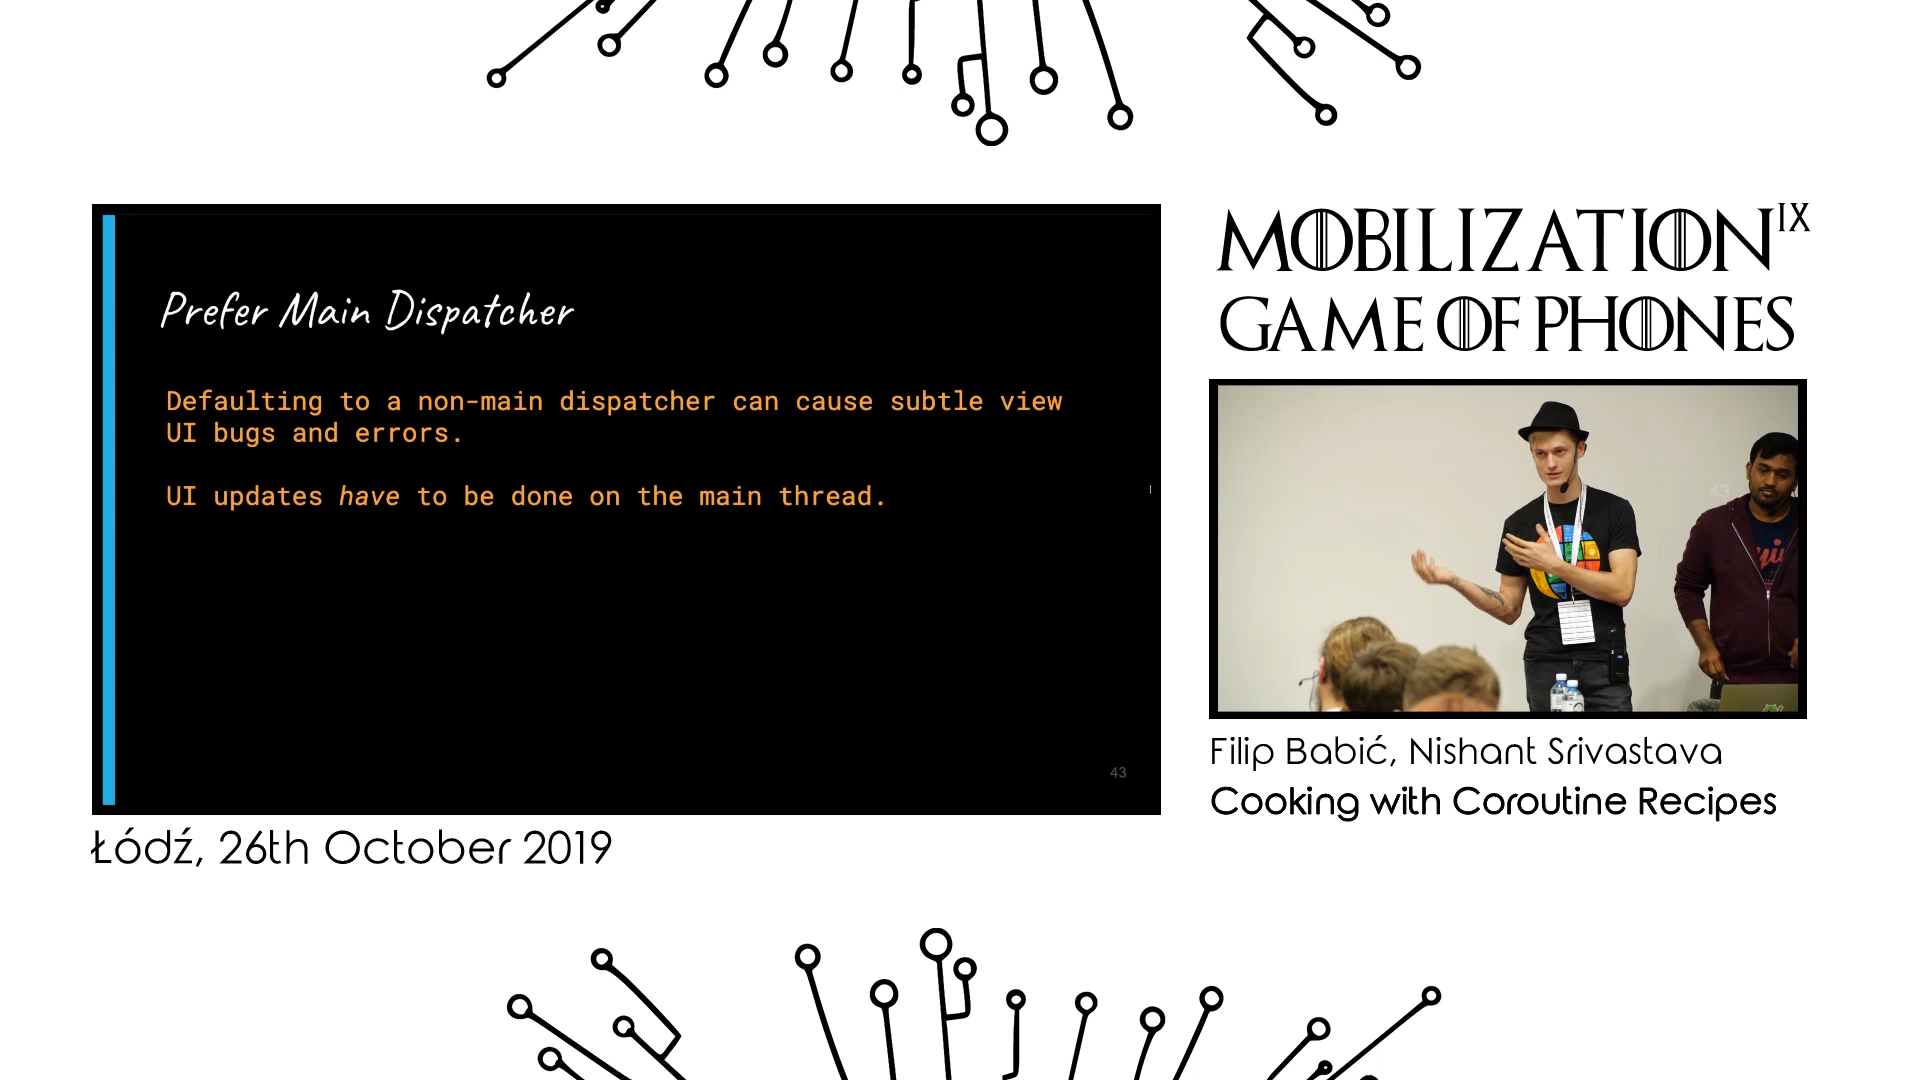 MOBILIZATION IX
GAME OF PHONES
Prefer Main Dispatcher
Defaulting to a non-main dispatcher can cause subtle view
UI bugs and errors.
UI updates have to be done on the main thread.
43
43
Filip Babić, Nishant Srivastava
Cooking with Coroutine Recipes
Łódź, 26th October 2019